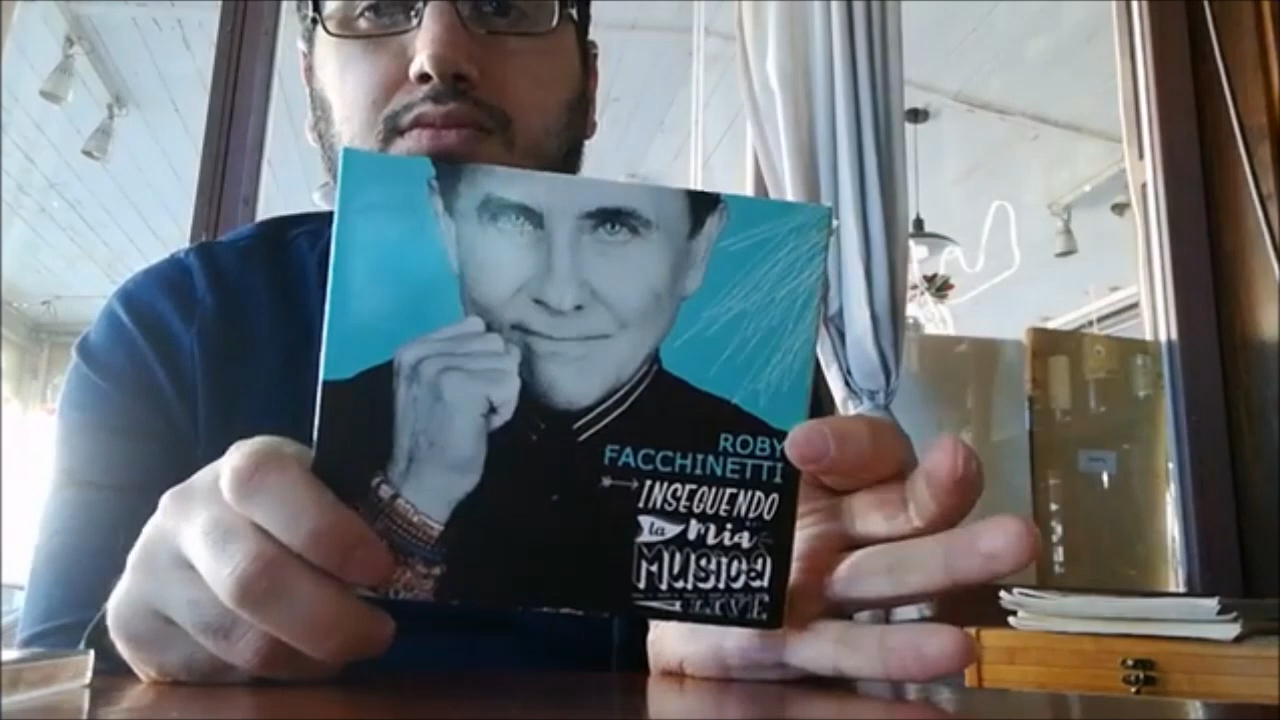 ROBY
FACCHINETTI
INSEGUENDO
la Mia
MUSICA
LIVE